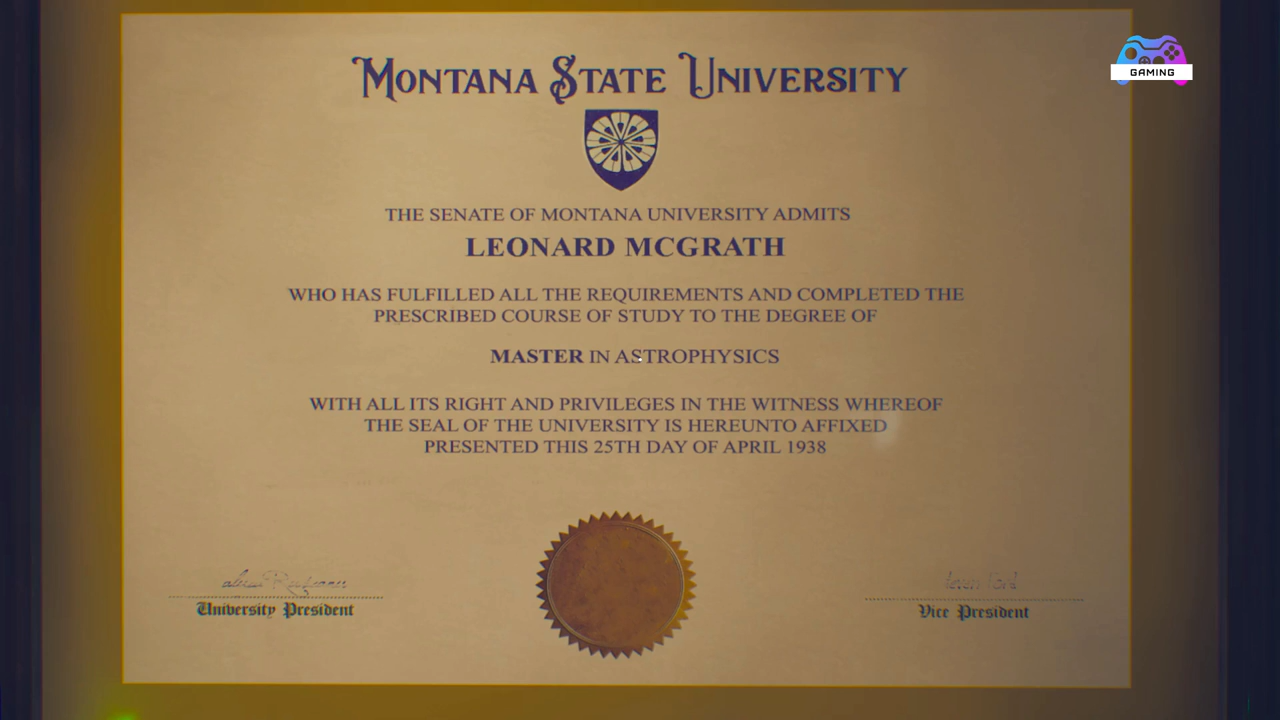 MONTANA STATE UNIVERSITY
GAMING
THE SENATE OF MONTANA UNIVERSITY ADMITS
LEONARD MCGRATH
WHO HAS FULFILLED ALL THE REQUIREMENTS AND COMPLETED THE
PRESCRIBED COURSE OF STUDY TO THE DEGREE OF
MASTER IN ASTROPHYSICS
WITH ALL ITS RIGHT AND PRIVILEGES IN THE WITNESS WHEREOF
THE SEAL OF THE UNIVERSITY IS HEREUNTO AFFIXED
PRESENTED THIS 25TH DAY OF APRIL 1938
University President
Vice President